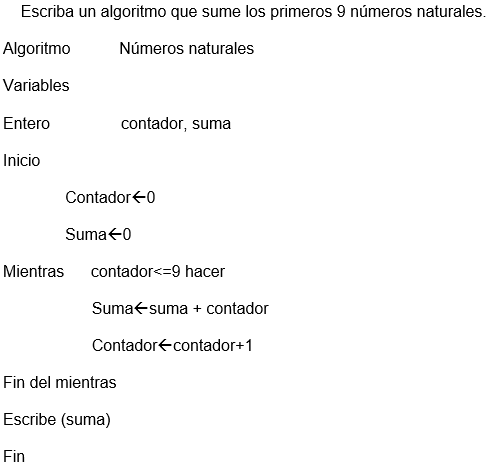 Escriba un algoritmo que sume los primeros 9 números naturales.
Algoritmo Números naturales
Variables
Entero contador, suma
Inicio
Contador←0
Suma←0
Mientras contador<=9 hacer
Suma←suma + contador
Contador←contador+1
Fin del mientras
Escribe (suma)
Fin